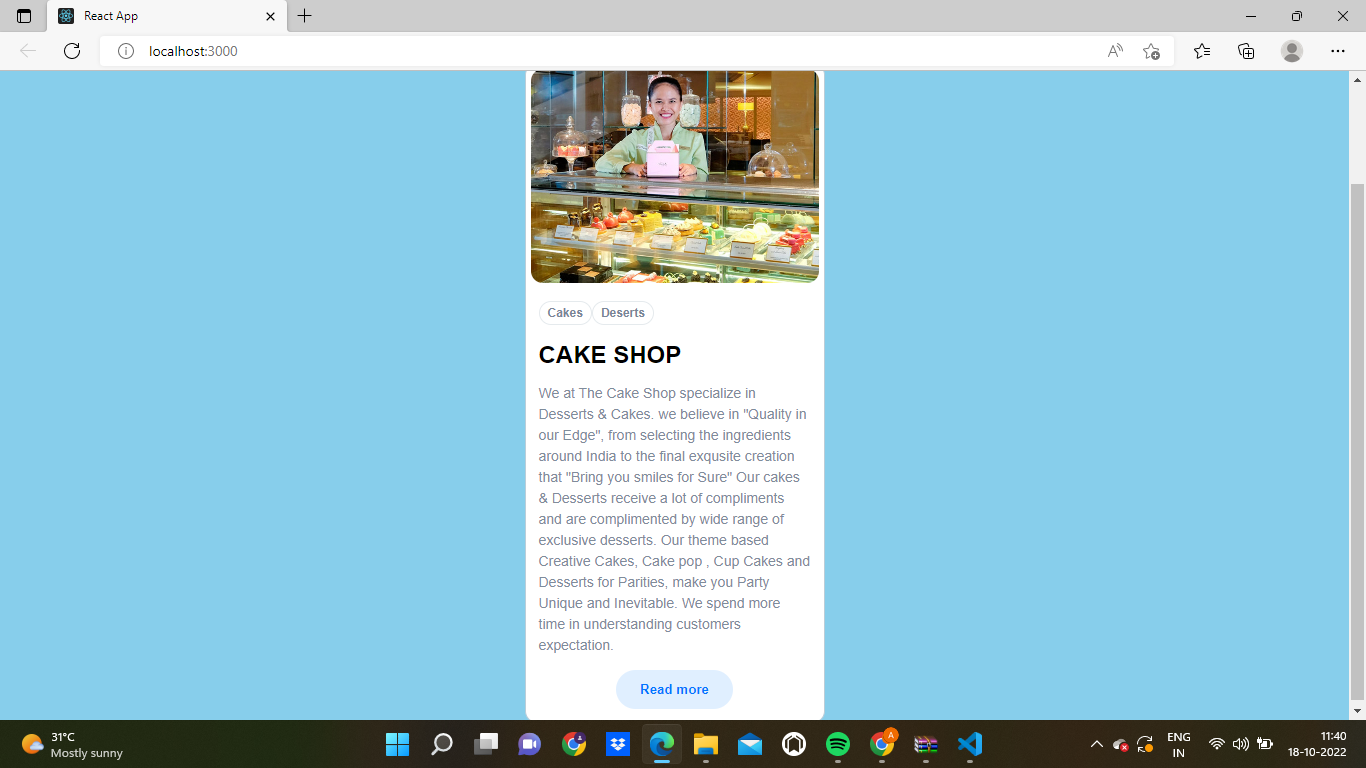 React App
localhost:3000
Cakes
Deserts
CAKE SHOP
We at The Cake Shop specialize in
Desserts & Cakes. we believe in "Quality in
our Edge", from selecting the ingredients
around India to the final exqusite creation
that "Bring you smiles for Sure" Our cakes
& Desserts receive a lot of compliments
and are complimented by wide range of
exclusive desserts. Our theme based
Creative Cakes, Cake pop , Cup Cakes and
Desserts for Parities, make you Party
Unique and Inevitable. We spend more
time in understanding customers
expectation.
Read more
31°C
Mostly sunny
A
ENG
IN
11:40
18-10-2022